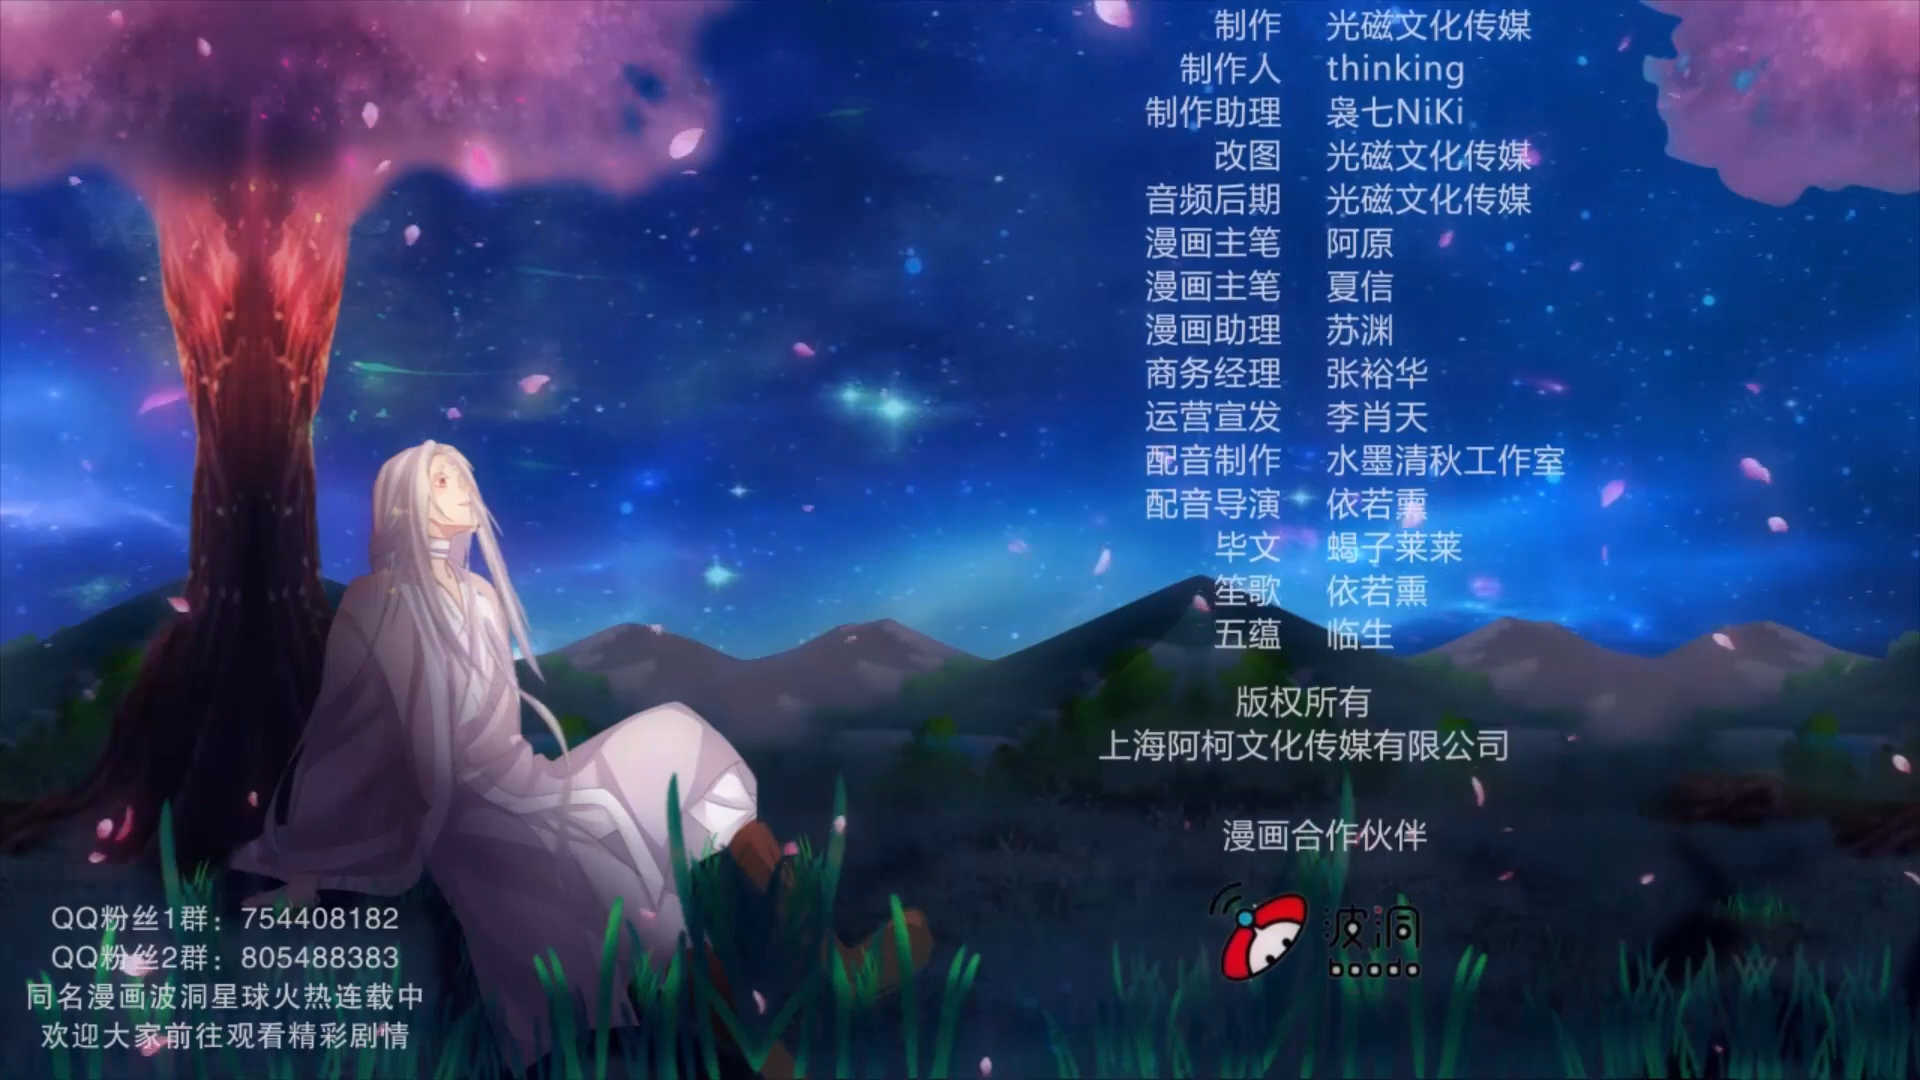 制作 光磁文化传媒
制作人 thinking
制作助理 袅七NiKi
改图 光磁文化传媒
音频后期 光磁文化传媒
漫画主笔 阿原
漫画主笔 夏信
漫画助理 苏渊
商务经理 张裕华
运营宣发 李肖天
配音制作 水墨清秋工作室
配音导演 依若熏
毕文 蝎子莱莱
笙歌 依若熏
五蕴 临生
版权所有
上海阿柯文化传媒有限公司
漫画合作伙伴
波洞
boodo
QQ粉丝1群：754408182
QQ粉丝2群：805488383
同名漫画波洞星球火热连载中
欢迎大家前往观看精彩剧情